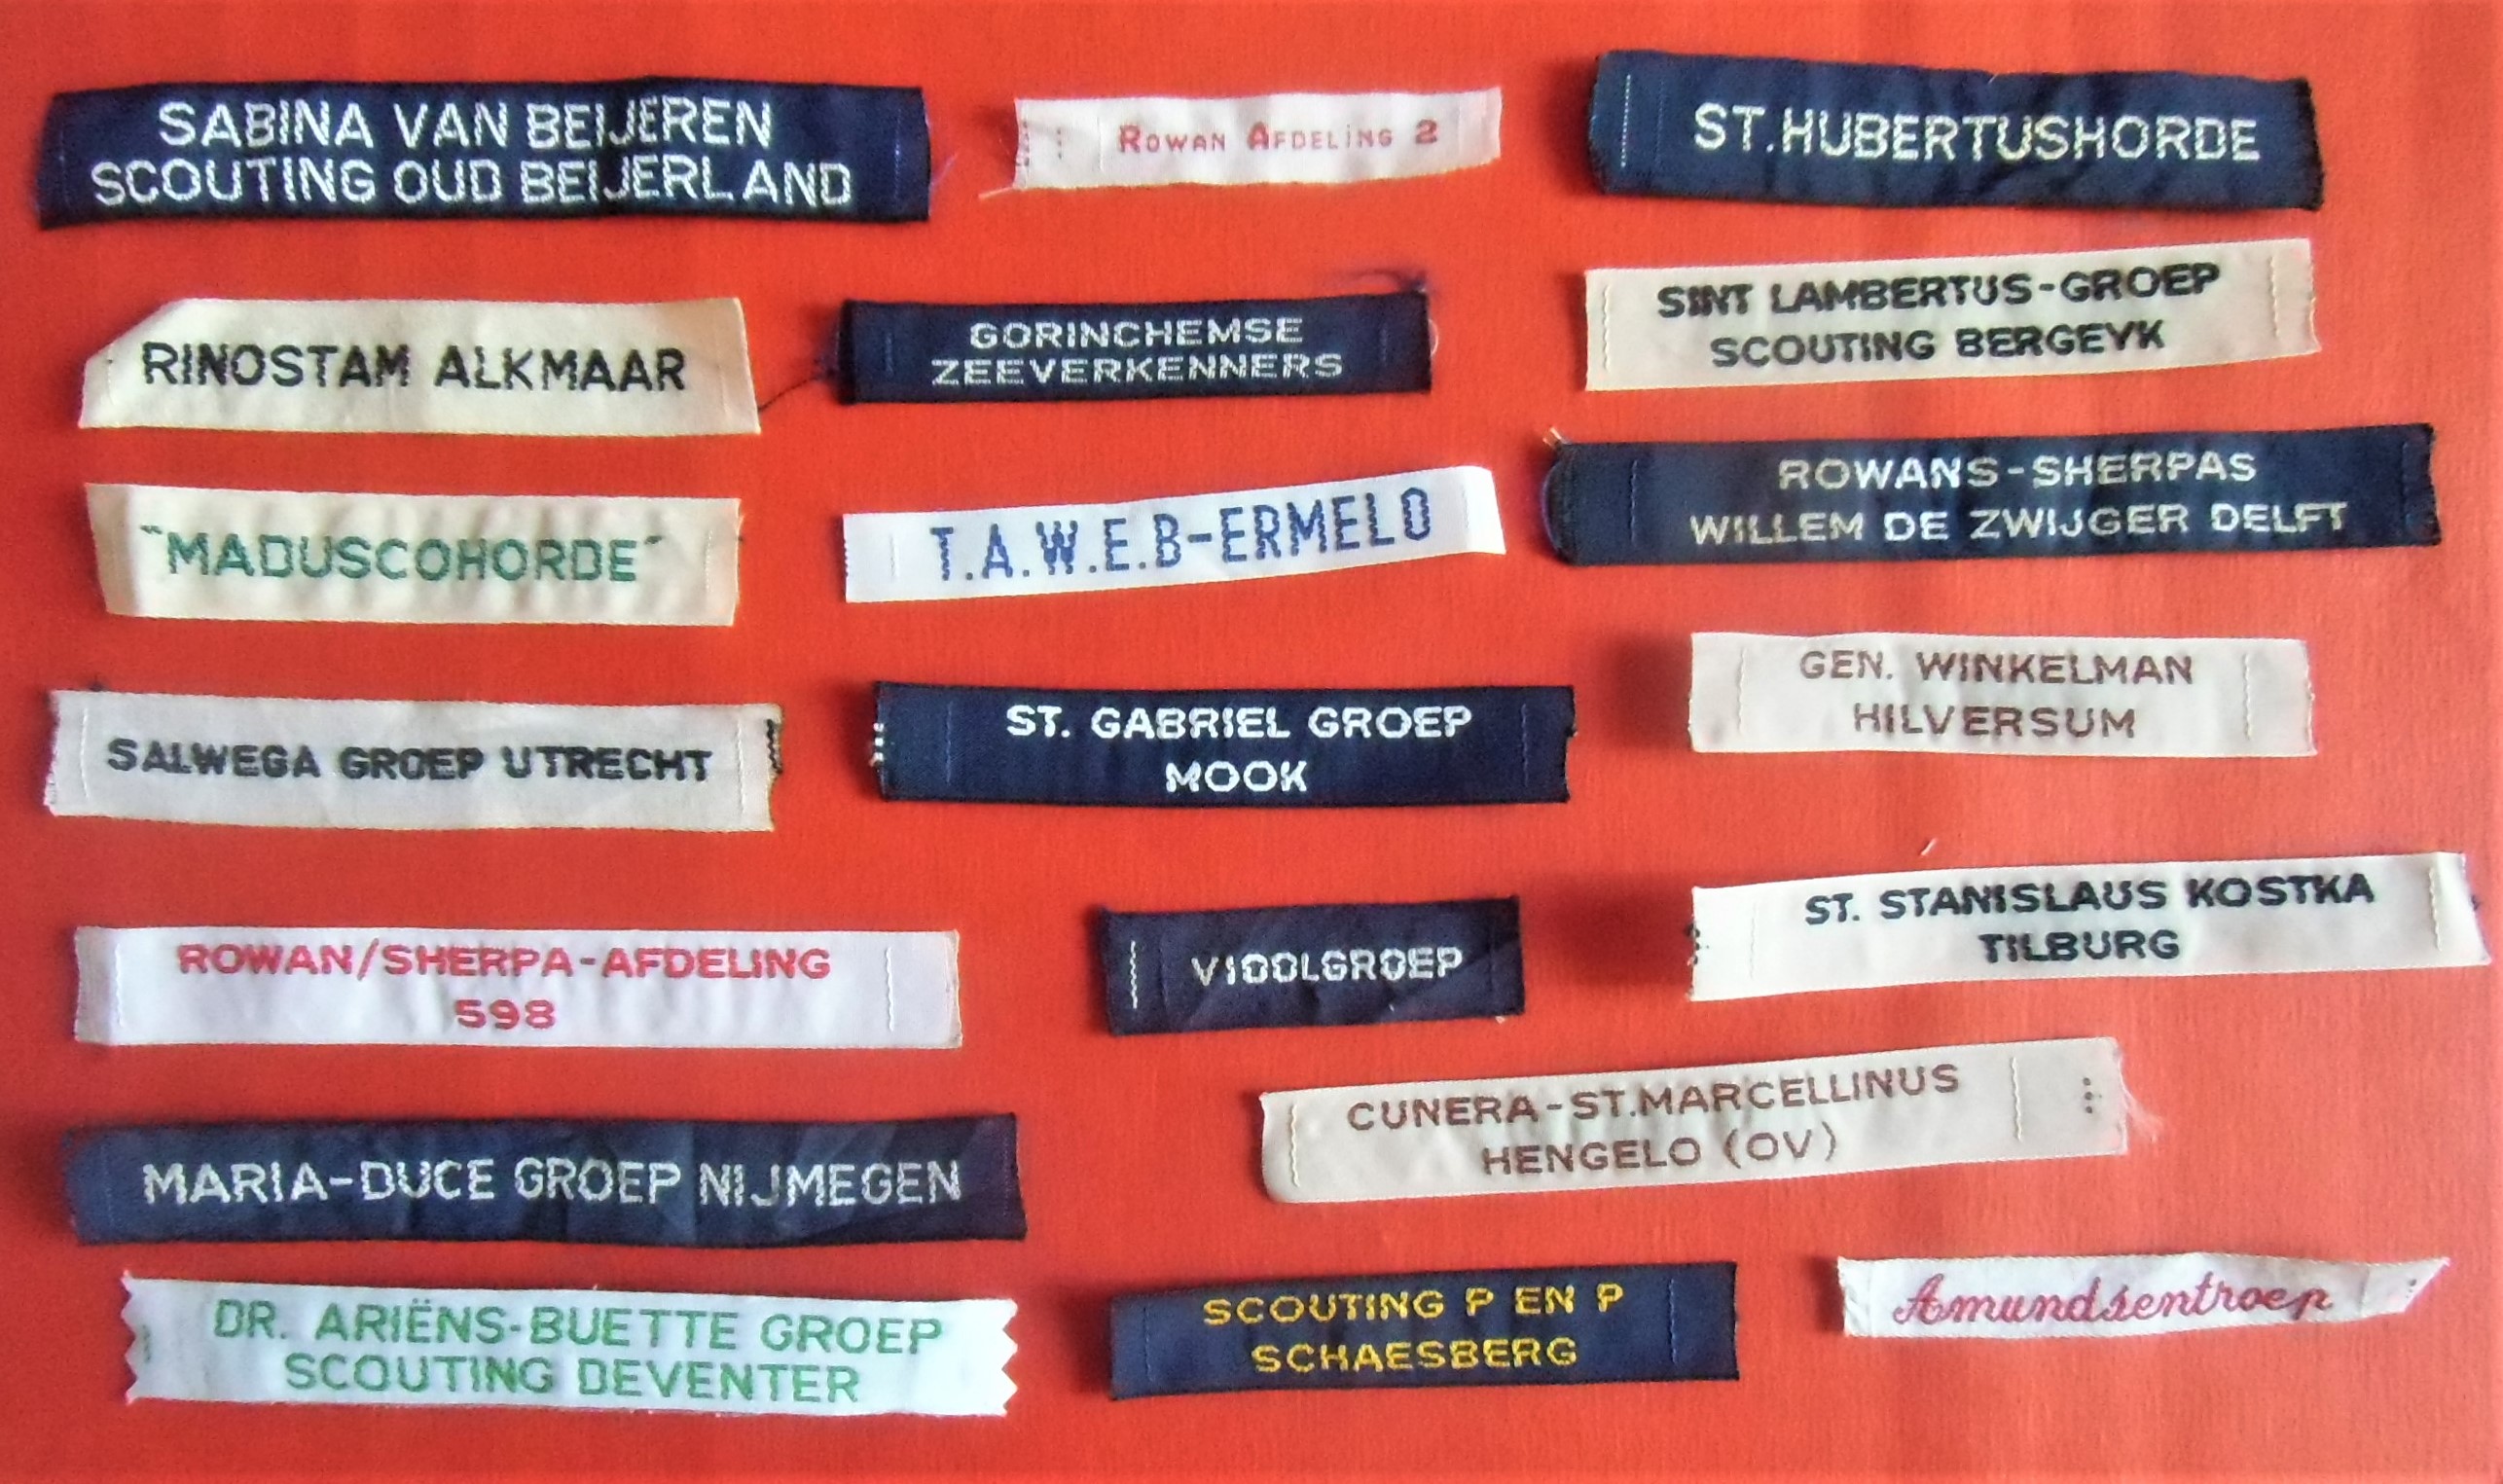 SABINA VAN BEIJEREN
SCOUTING OUD BEIJERLAND
ROWAN AFDELiNG 2
ST.HUBERTUSHORDE
RINOSTAM ALKMAAR
GORINCHEMSE
ZEEVERKENNERS
SINT LAMBERTUS-GROEP
SCOUTING BERGEYK
"MADUSCOHORDE"
T.A.W.E.B-ERMELO
ROWANS-SHERPAS
WILLEM DE ZWIJGER DELFT
SALWEGA GROEP UTRECHT
ST. GABRIEL GROEP
MOOK
GEN. WINKELMAN
HILVERSUM
ROWAN/SHERPA-AFDELING
598
VIOOLGROEP
ST. STANISLAUS KOSTKA
TILBURG
MARIA-DUCE GROEP NIJMEGEN
CUNERA-ST.MARCELLINUS
HENGELO (OV)
DR. ARIËNS-BUETTE GROEP
SCOUTING DEVENTER
SCOUTING P EN P
SCHAESBERG
Amundsentroep